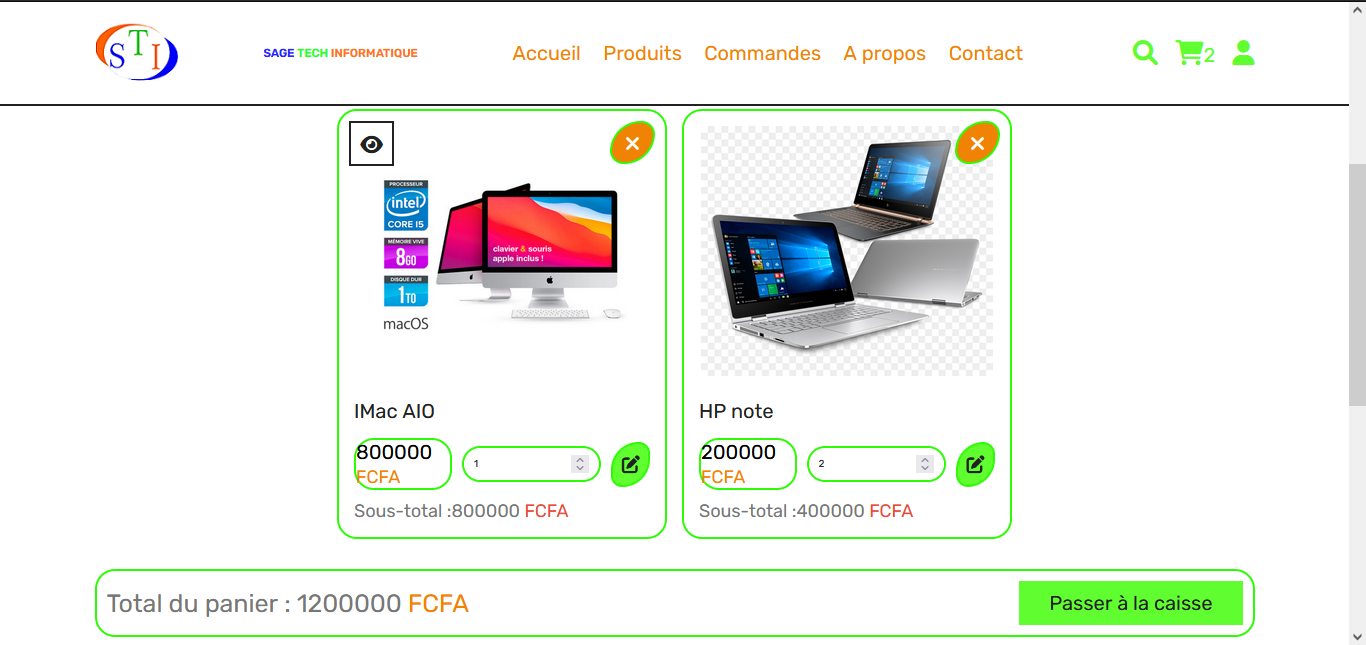 STI
SAGE TECH INFORMATIQUE
Accueil Produits Commandes A propos Contact
2
PROCESSEUR
intel
CORE I5
MÉMOIRE VIVE
8GO
DISQUE DUR
1TO
macOS
clavier & souris
apple inclus !
IMac AIO
800000
FCFA
1
Sous-total :800000 FCFA
HP note
200000
FCFA
2
Sous-total :400000 FCFA
Total du panier : 1200000 FCFA
Passer à la caisse